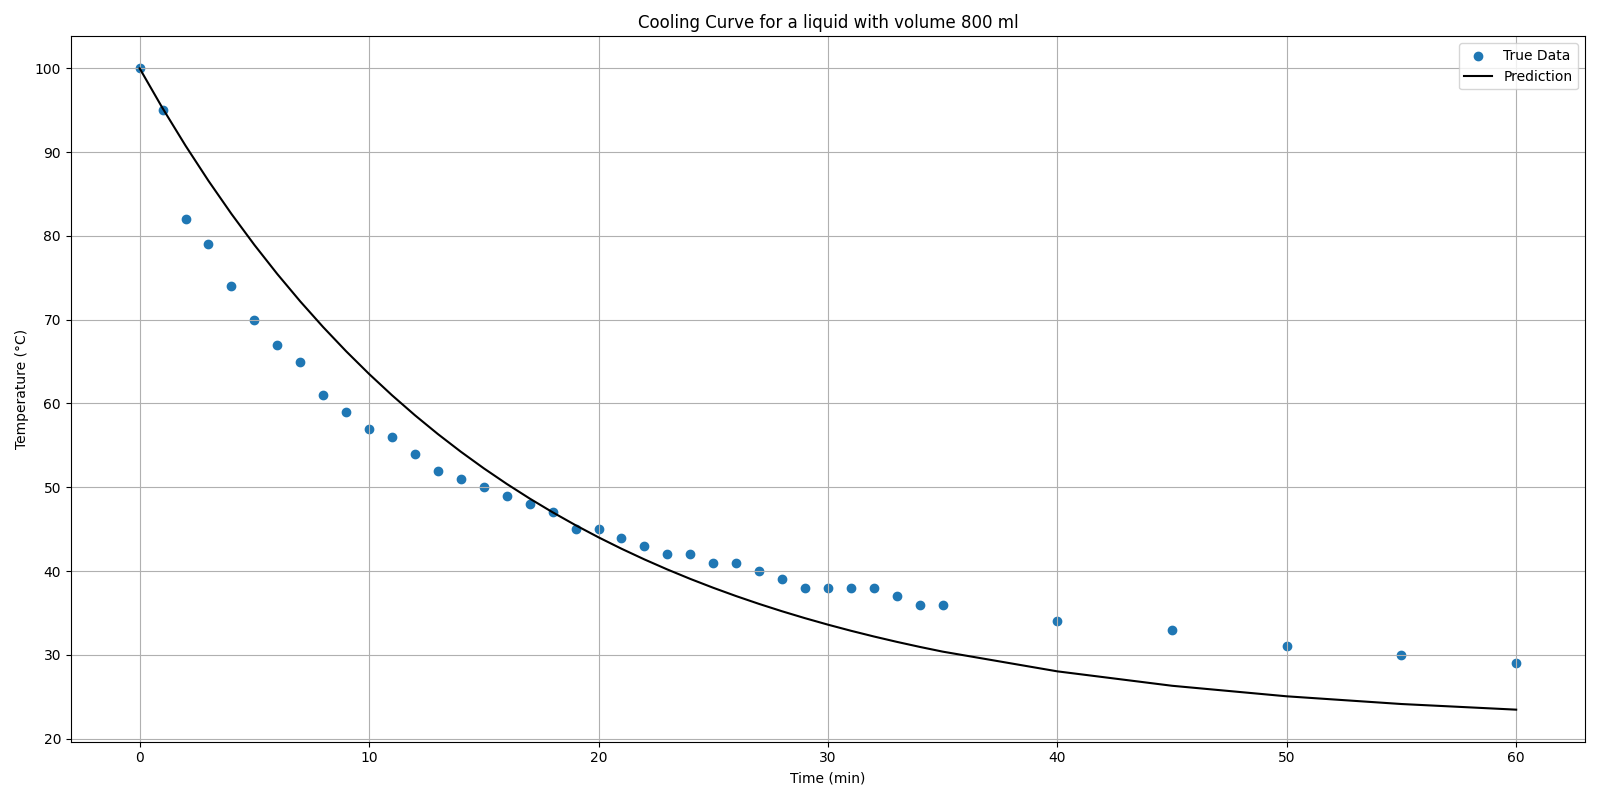 Cooling Curve for a liquid with volume 800 ml
True Data
Prediction
100
90
80
70
60
50
40
30
20
Temperature (°C)
0 10 20 30 40 50 60
Time (min)